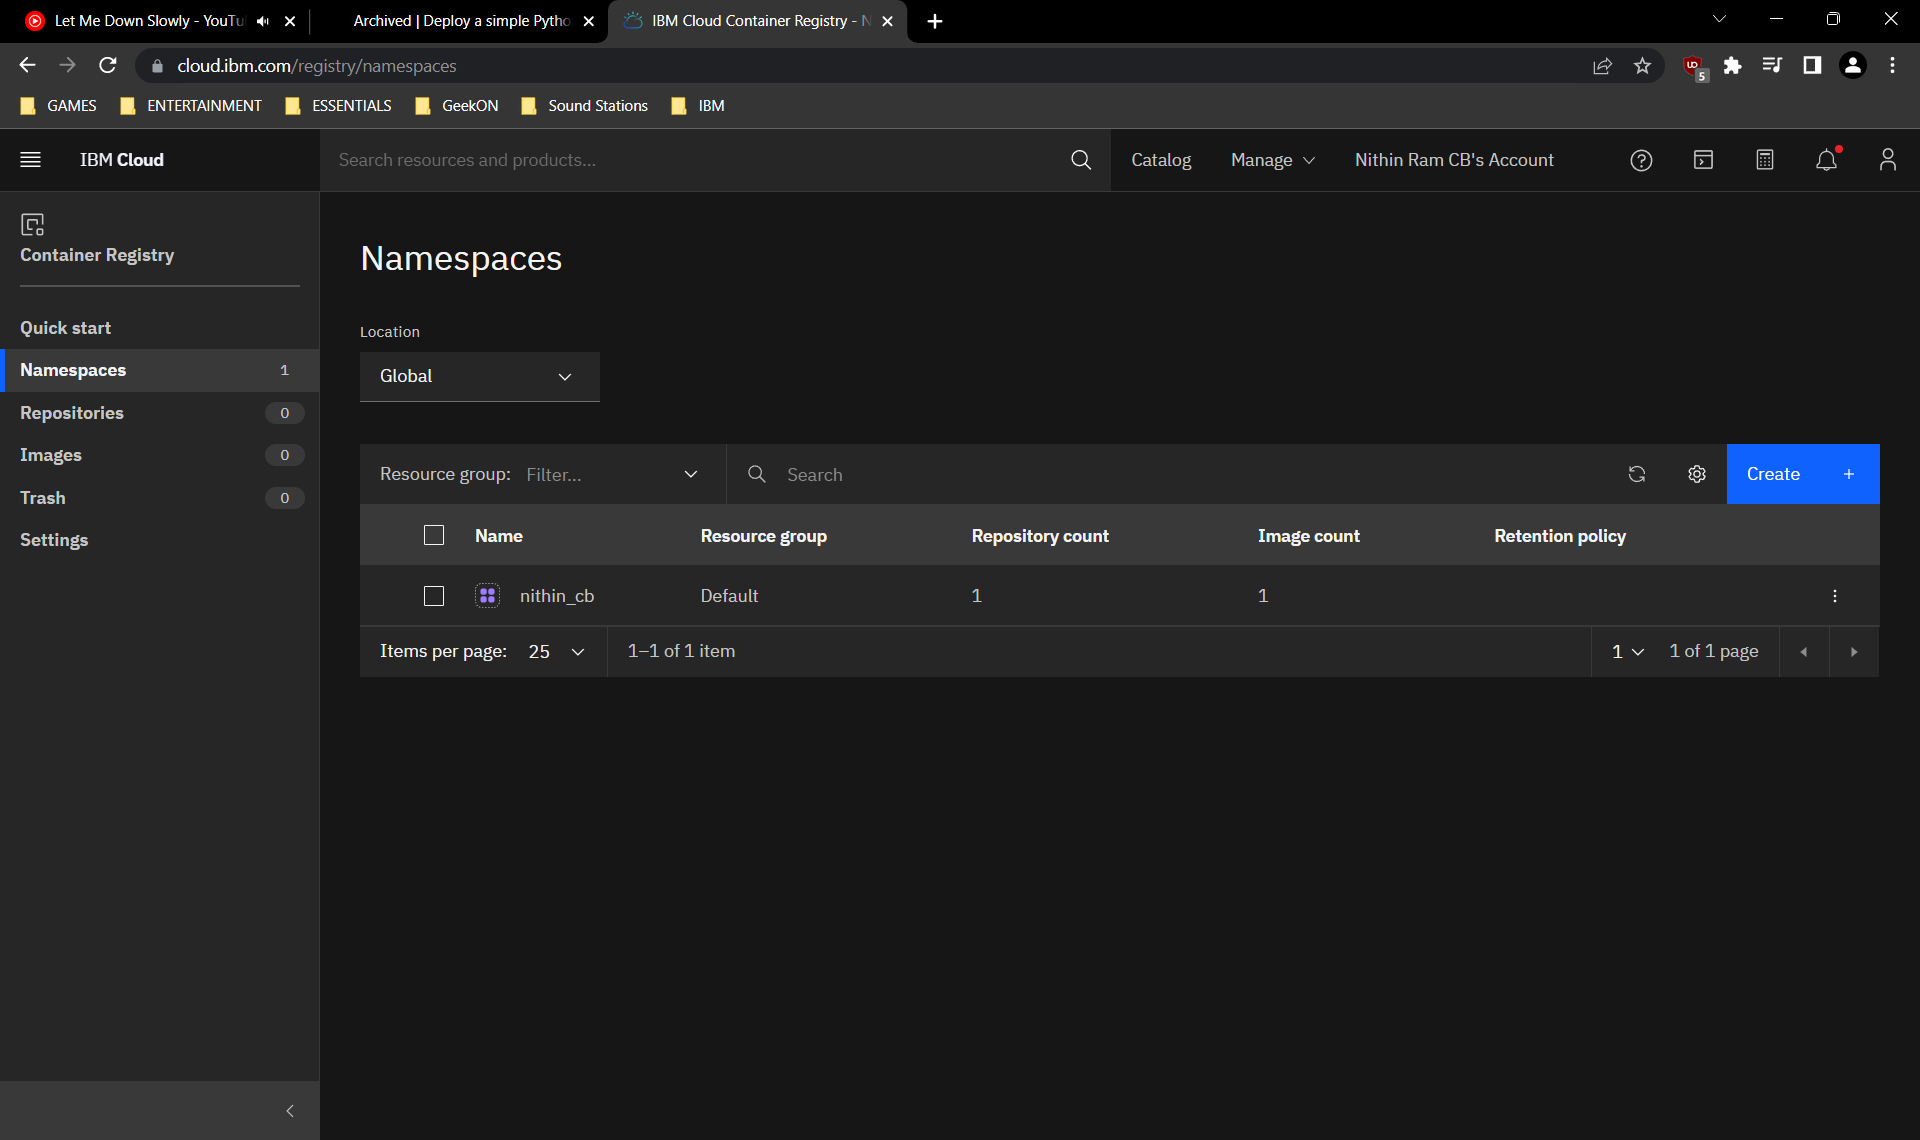 Let Me Down Slowly - YouTu
Archived | Deploy a simple Pytho
IBM Cloud Container Registry - N
cloud.ibm.com/registry/namespaces
5
GAMES
ENTERTAINMENT
ESSENTIALS
GeekON
Sound Stations
IBM
IBM Cloud
Search resources and products...
Catalog
Manage
Nithin Ram CB's Account
Container Registry
Quick start
Namespaces 1
Repositories 0
Images 0
Trash 0
Settings
Namespaces
Location
Global
Resource group: Filter...
Search
Create +
Name Resource group Repository count Image count Retention policy
nithin_cb Default 1 1
Items per page: 25 1–1 of 1 item 1 1 of 1 page